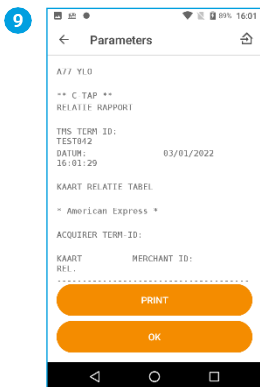 9
89% 16:01
Parameters
A77 YLO
** C TAP **
RELATIE RAPPORT
TMS TERM ID:
TEST042
DATUM: 03/01/2022
16:01:29
KAART RELATIE TABEL
* American Express *
ACQUIRER TERM-ID:
KAART MERCHANT ID:
REL.
----------------------------------------
PRINT
OK